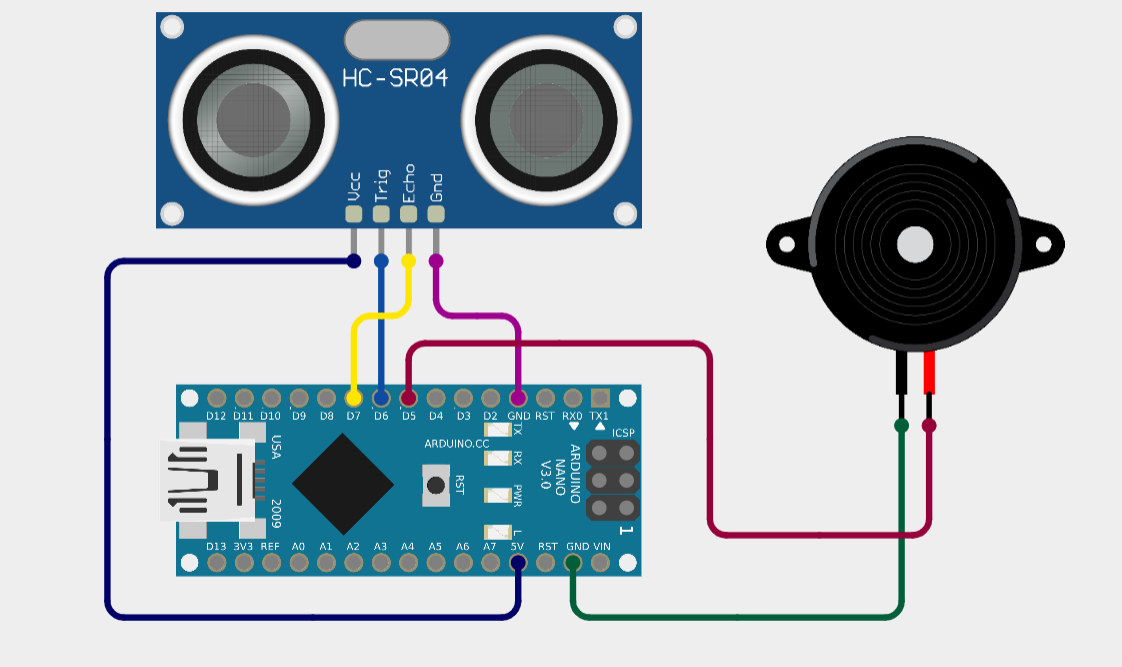 HC-SR04
Vcc Trig Echo Gnd
D12 D11 D10 D9 D8 D7 D6 D5 D4 D3 D2 GND RST RX0 TX1
TX
ICSP
ARDUINO.CC
USA
RX
ARDUINO
NANO
V3.0
RST
PWR
2009
L
1
D13 3V3 REF A0 A1 A2 A3 A4 A5 A6 A7 5V RST GND VIN